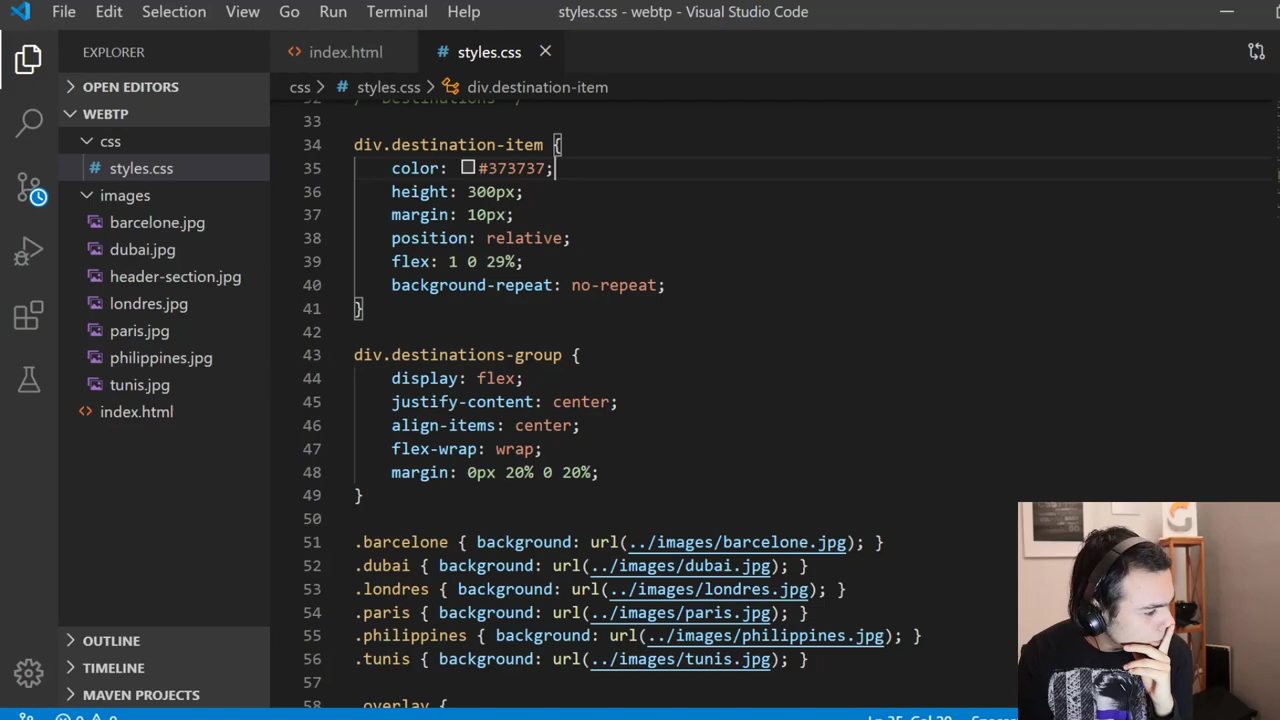 File Edit Selection View Go Run Terminal Help styles.css - webtp - Visual Studio Code
EXPLORER
index.html
# styles.css
OPEN EDITORS
css > # styles.css > div.destination-item
WEBTP
css
# styles.css
images
barcelone.jpg
dubai.jpg
header-section.jpg
londres.jpg
paris.jpg
philippines.jpg
tunis.jpg
index.html
OUTLINE
TIMELINE
MAVEN PROJECTS
32 /* Destinations */
33
34 div.destination-item {
35 color: #373737;
36 height: 300px;
37 margin: 10px;
38 position: relative;
39 flex: 1 0 29%;
40 background-repeat: no-repeat;
41 }
42
43 div.destinations-group {
44 display: flex;
45 justify-content: center;
46 align-items: center;
47 flex-wrap: wrap;
48 margin: 0px 20% 0 20%;
49 }
50
51 .barcelone { background: url(../images/barcelone.jpg); }
52 .dubai { background: url(../images/dubai.jpg); }
53 .londres { background: url(../images/londres.jpg); }
54 .paris { background: url(../images/paris.jpg); }
55 .philippines { background: url(../images/philippines.jpg); }
56 .tunis { background: url(../images/tunis.jpg); }
57
58 .overlay {